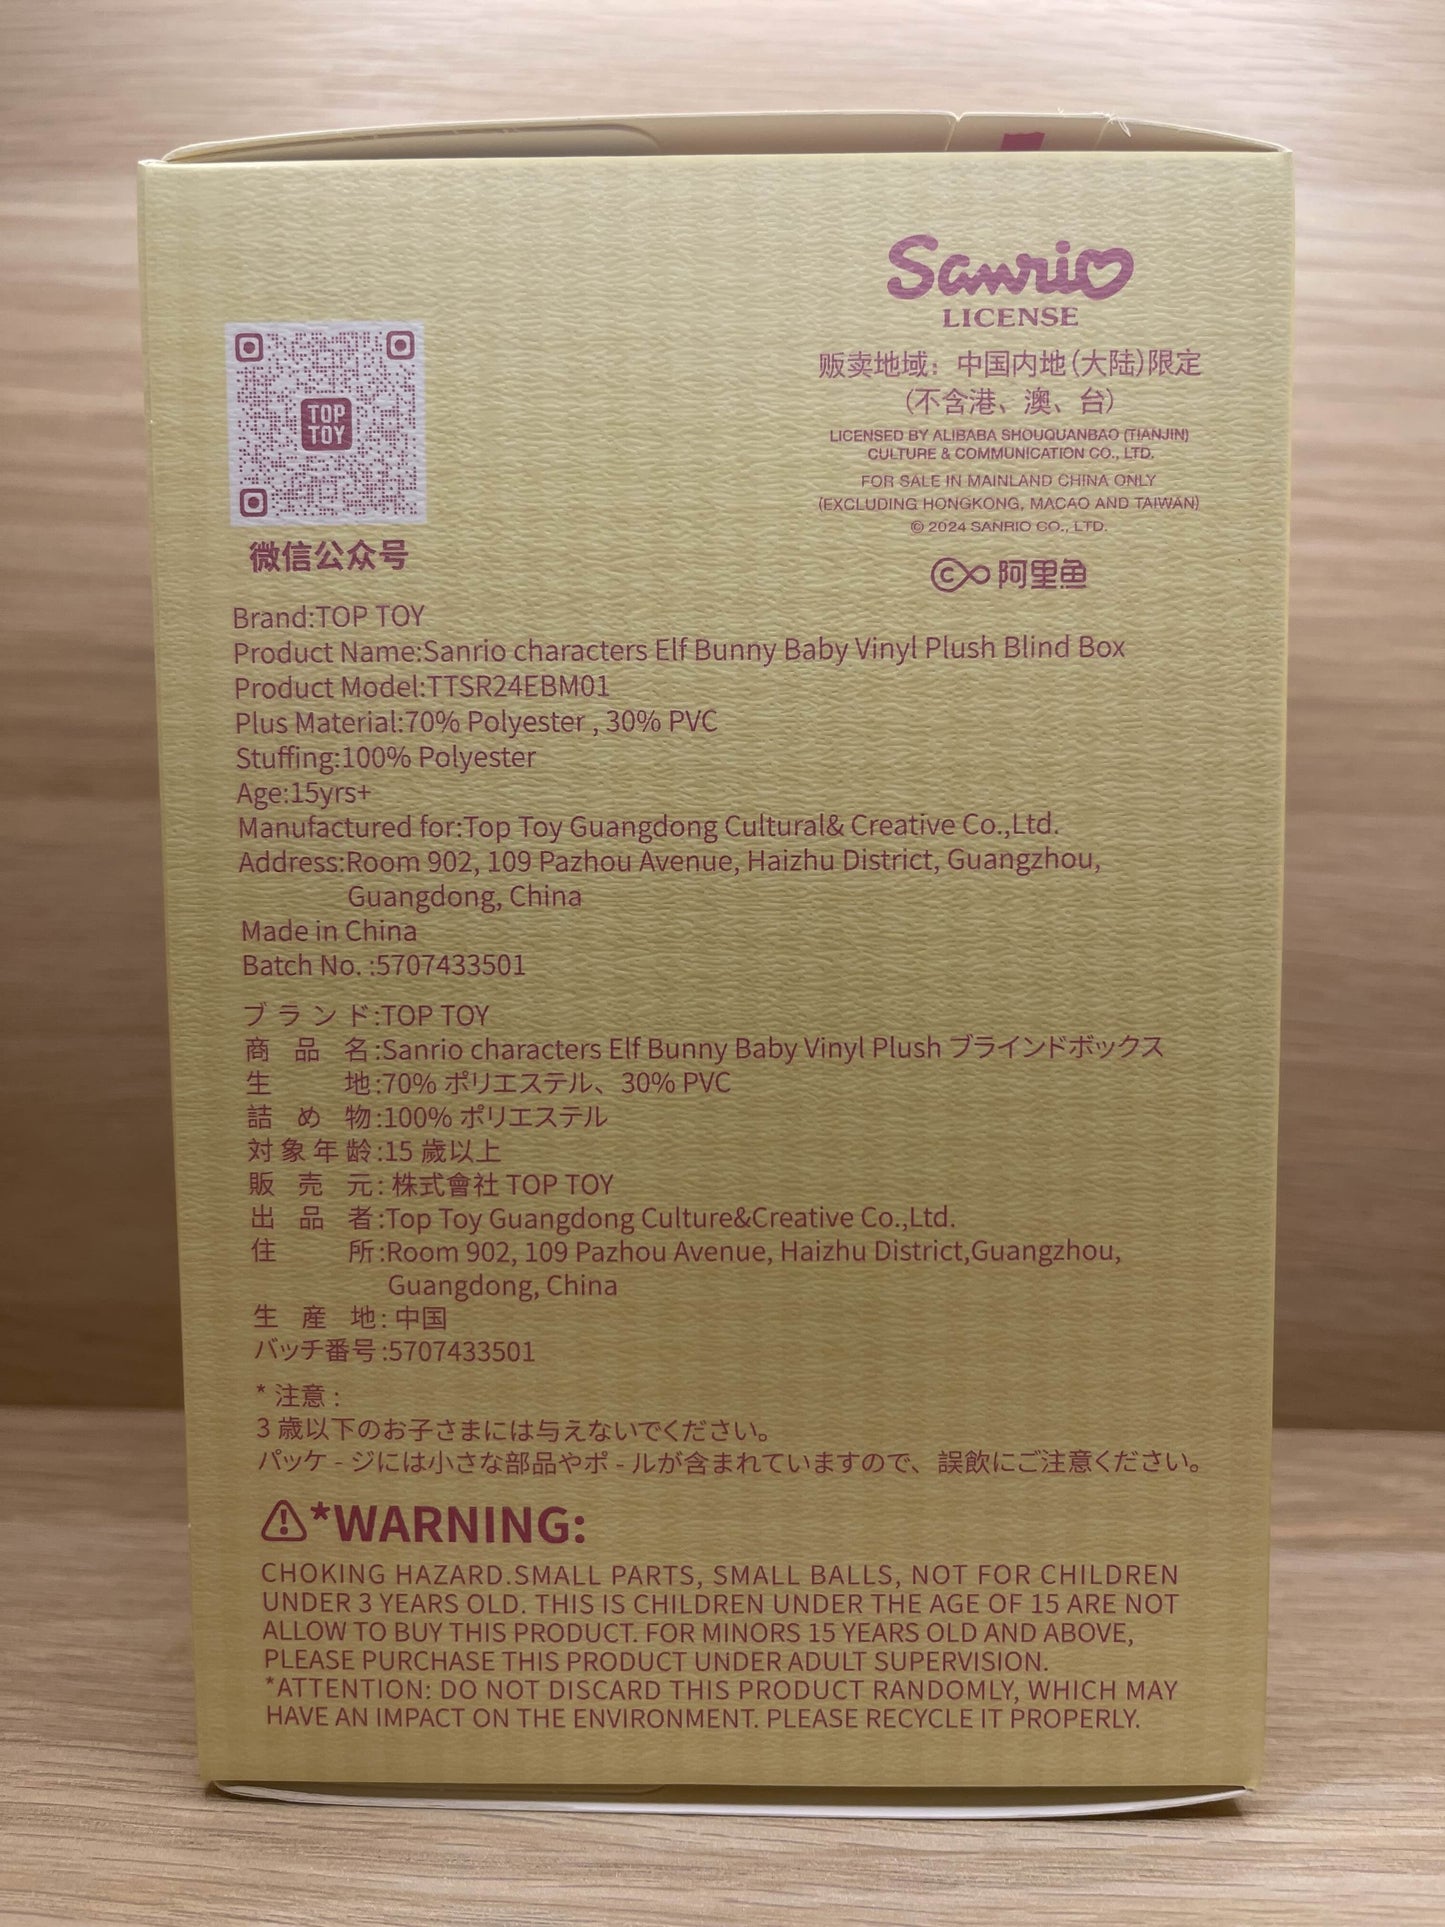 Sanrio
LICENSE
贩卖地域：中国内地(大陆)限定
(不含港、澳、台)
LICENSED BY ALIBABA SHOUQUANBAO (TIANJIN)
CULTURE & COMMUNICATION CO., LTD.
FOR SALE IN MAINLAND CHINA ONLY
(EXCLUDING HONGKONG, MACAO AND TAIWAN)
© 2024 SANRIO CO., LTD.
阿里鱼
TOP
TOY
微信公众号
Brand:TOP TOY
Product Name:Sanrio characters Elf Bunny Baby Vinyl Plush Blind Box
Product Model:TTSR24EBM01
Plus Material:70% Polyester , 30% PVC
Stuffing:100% Polyester
Age:15yrs+
Manufactured for:Top Toy Guangdong Cultural& Creative Co.,Ltd.
Address:Room 902, 109 Pazhou Avenue, Haizhu District, Guangzhou,
Guangdong, China
Made in China
Batch No. :5707433501
ブランド:TOP TOY
商品名:Sanrio characters Elf Bunny Baby Vinyl Plush ブラインドボックス
生地:70% ポリエステル、30% PVC
詰め物:100% ポリエステル
対象年齢:15 歳以上
販売元: 株式會社 TOP TOY
出品者:Top Toy Guangdong Culture&Creative Co.,Ltd.
住所:Room 902, 109 Pazhou Avenue, Haizhu District,Guangzhou,
Guangdong, China
生産地: 中国
バッチ番号:5707433501
* 注意 :
3 歳以下のお子さまには与えないでください。
パッケ - ジには小さな部品やボ - ルが含まれていますので、誤飲にご注意ください。
*WARNING:
CHOKING HAZARD.SMALL PARTS, SMALL BALLS, NOT FOR CHILDREN
UNDER 3 YEARS OLD. THIS IS CHILDREN UNDER THE AGE OF 15 ARE NOT
ALLOW TO BUY THIS PRODUCT. FOR MINORS 15 YEARS OLD AND ABOVE,
PLEASE PURCHASE THIS PRODUCT UNDER ADULT SUPERVISION.
*ATTENTION: DO NOT DISCARD THIS PRODUCT RANDOMLY, WHICH MAY
HAVE AN IMPACT ON THE ENVIRONMENT. PLEASE RECYCLE IT PROPERLY.